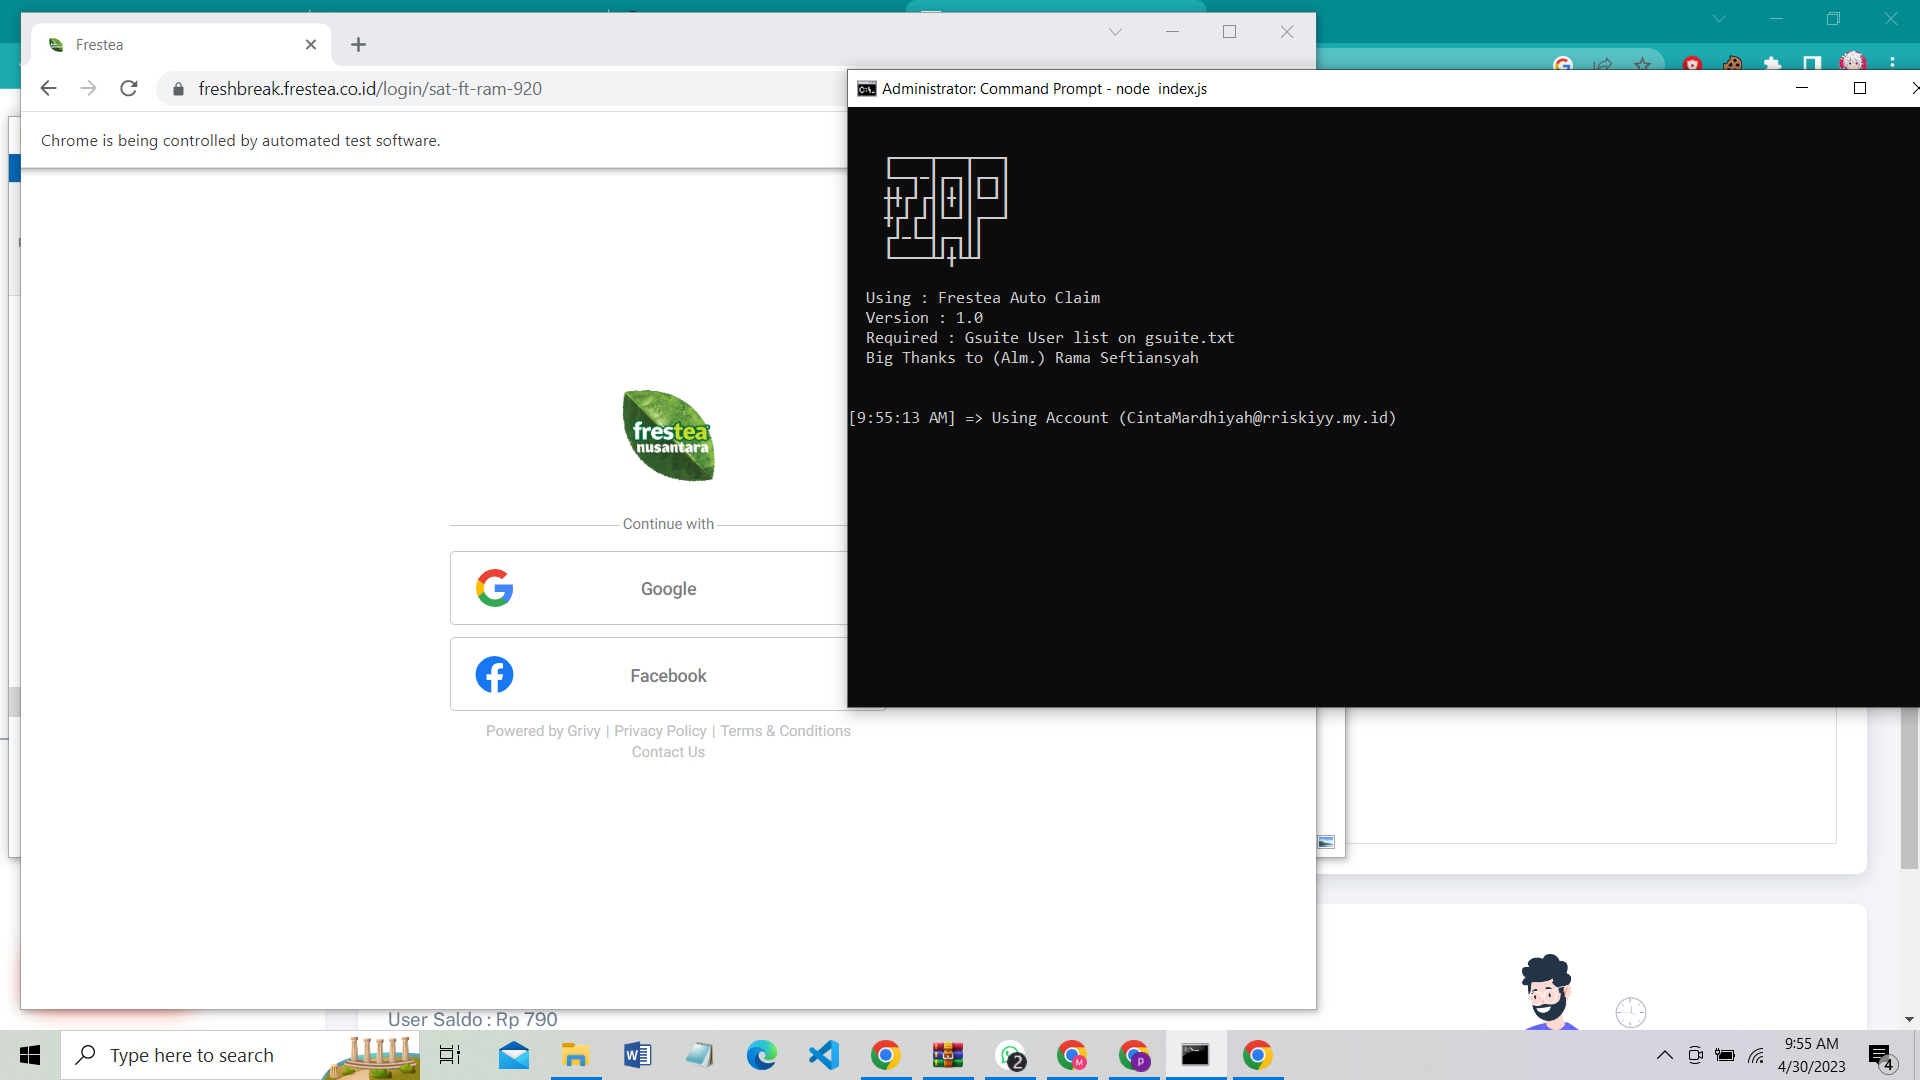 Frestea
freshbreak.frestea.co.id/login/sat-ft-ram-920
Chrome is being controlled by automated test software.
frestea
nusantara
Continue with
Google
Facebook
Powered by Grivy | Privacy Policy | Terms & Conditions
Contact Us
Administrator: Command Prompt - node  index.js
ZAP
Using : Frestea Auto Claim
Version : 1.0
Required : Gsuite User list on gsuite.txt
Big Thanks to (Alm.) Rama Seftiansyah
[9:55:13 AM] => Using Account (CintaMardhiyah@rriskiyy.my.id)
User Saldo : Rp 790
Type here to search
2
M
p
9:55 AM
4/30/2023
4